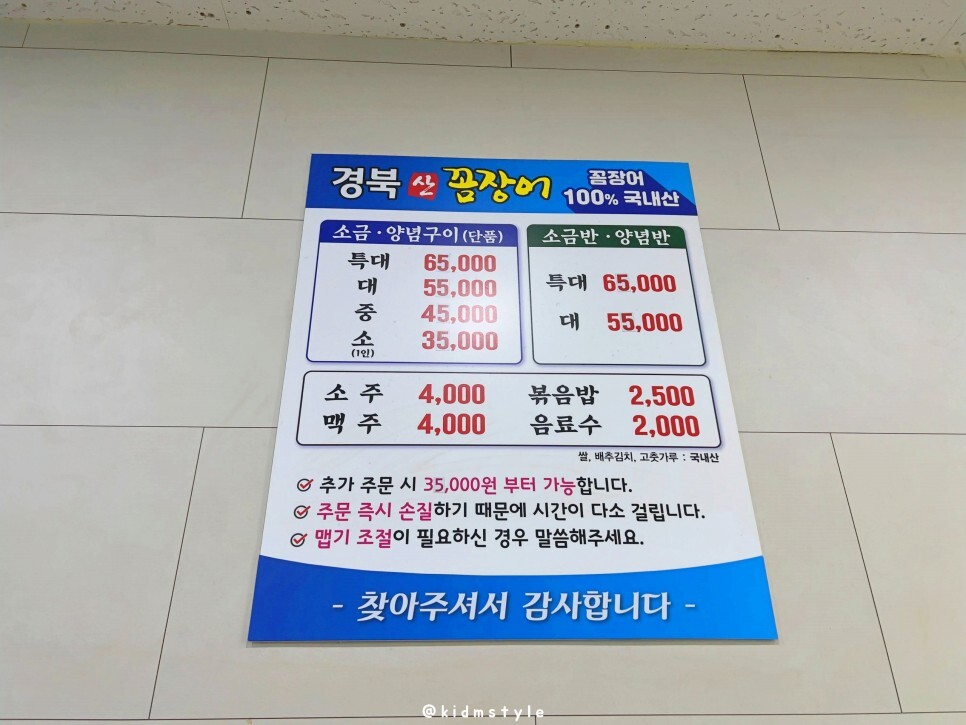 경북 산 꼼장어
꼼장어
100% 국내산
소금·양념구이(단품)
특대 65,000
대 55,000
중 45,000
소 35,000
(1인)
소금반·양념반
특대 65,000
대 55,000
소주 4,000 볶음밥 2,500
맥주 4,000 음료수 2,000
쌀, 배추김치, 고춧가루 : 국내산
추가 주문 시 35,000원 부터 가능합니다.
주문 즉시 손질하기 때문에 시간이 다소 걸립니다.
맵기 조절이 필요하신 경우 말씀해주세요.
- 찾아주셔서 감사합니다 -
@kidmstyle